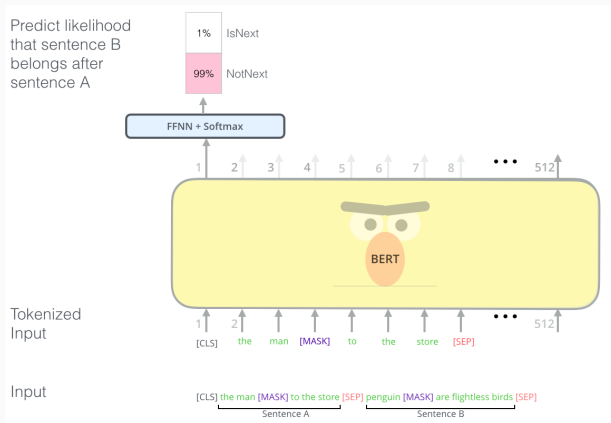 Predict likelihood
that sentence B
belongs after
sentence A
1% IsNext
99% NotNext
FFNN + Softmax
1 2 3 4 5 6 7 8 ••• 512
BERT
Tokenized
Input
1 2 ••• 512
[CLS] the man [MASK] to the store [SEP]
Input
[CLS] the man [MASK] to the store [SEP] penguin [MASK] are flightless birds [SEP]
Sentence A Sentence B